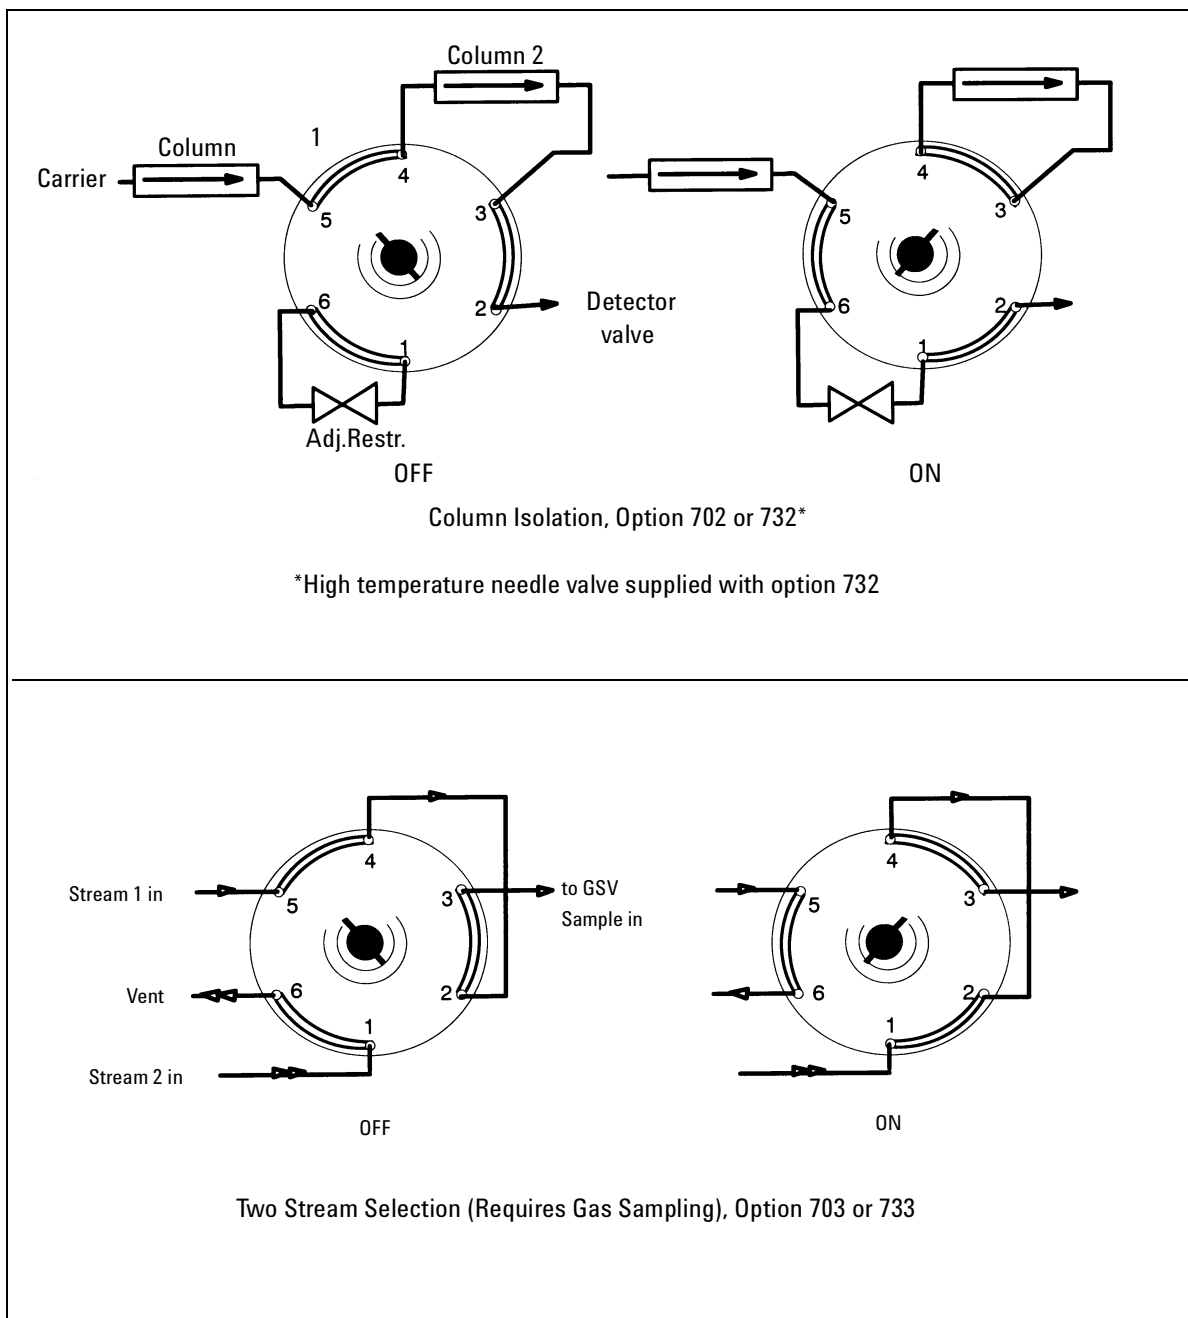 Column 2
1
Column
Carrier
4
5
3
6
2
1
Detector
valve
Adj.Restr.
OFF
4
5
3
6
2
1
ON
Column Isolation, Option 702 or 732*
*High temperature needle valve supplied with option 732
4
Stream 1 in
5
3
to GSV
Sample in
Vent
6
2
1
Stream 2 in
OFF
4
5
3
6
2
1
ON
Two Stream Selection (Requires Gas Sampling), Option 703 or 733